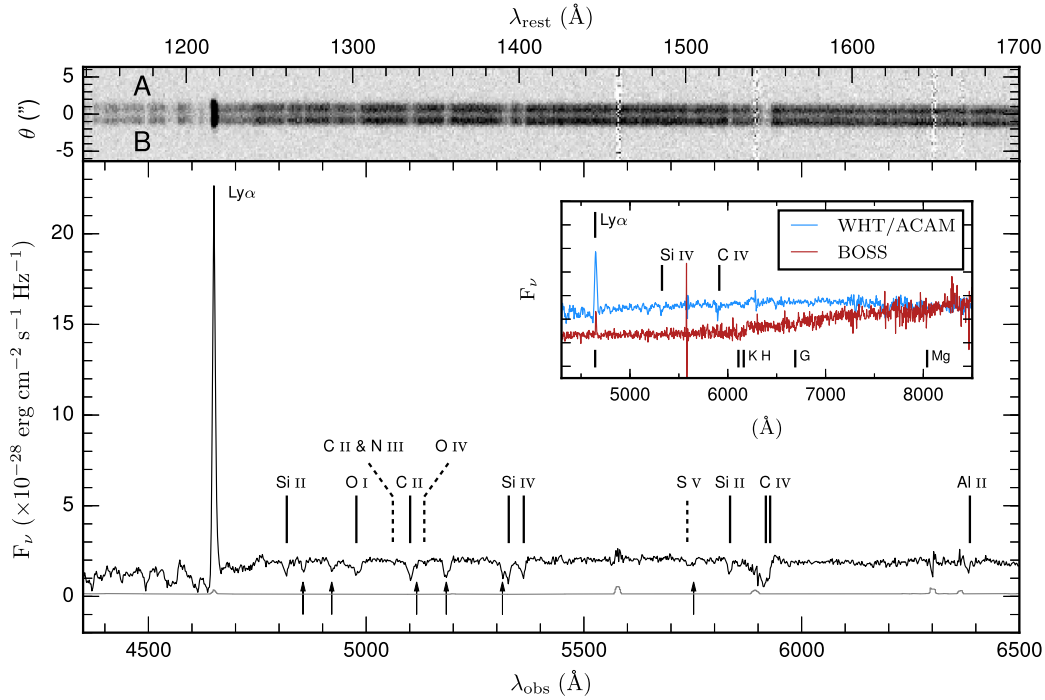 λrest (Å)
1200 1300 1400 1500 1600 1700
θ (")
5
0
-5
A
B
Fν (×10−28 erg cm−2 s−1 Hz−1)
20
15
10
5
0
Lyα
C II & N III O IV
Si II O I C II Si IV S V Si II C IV Al II
WHT/ACAM
BOSS
Lyα
Si IV C IV
Fν
K H G Mg
5000 6000 7000 8000
(Å)
4500 5000 5500 6000 6500
λobs (Å)